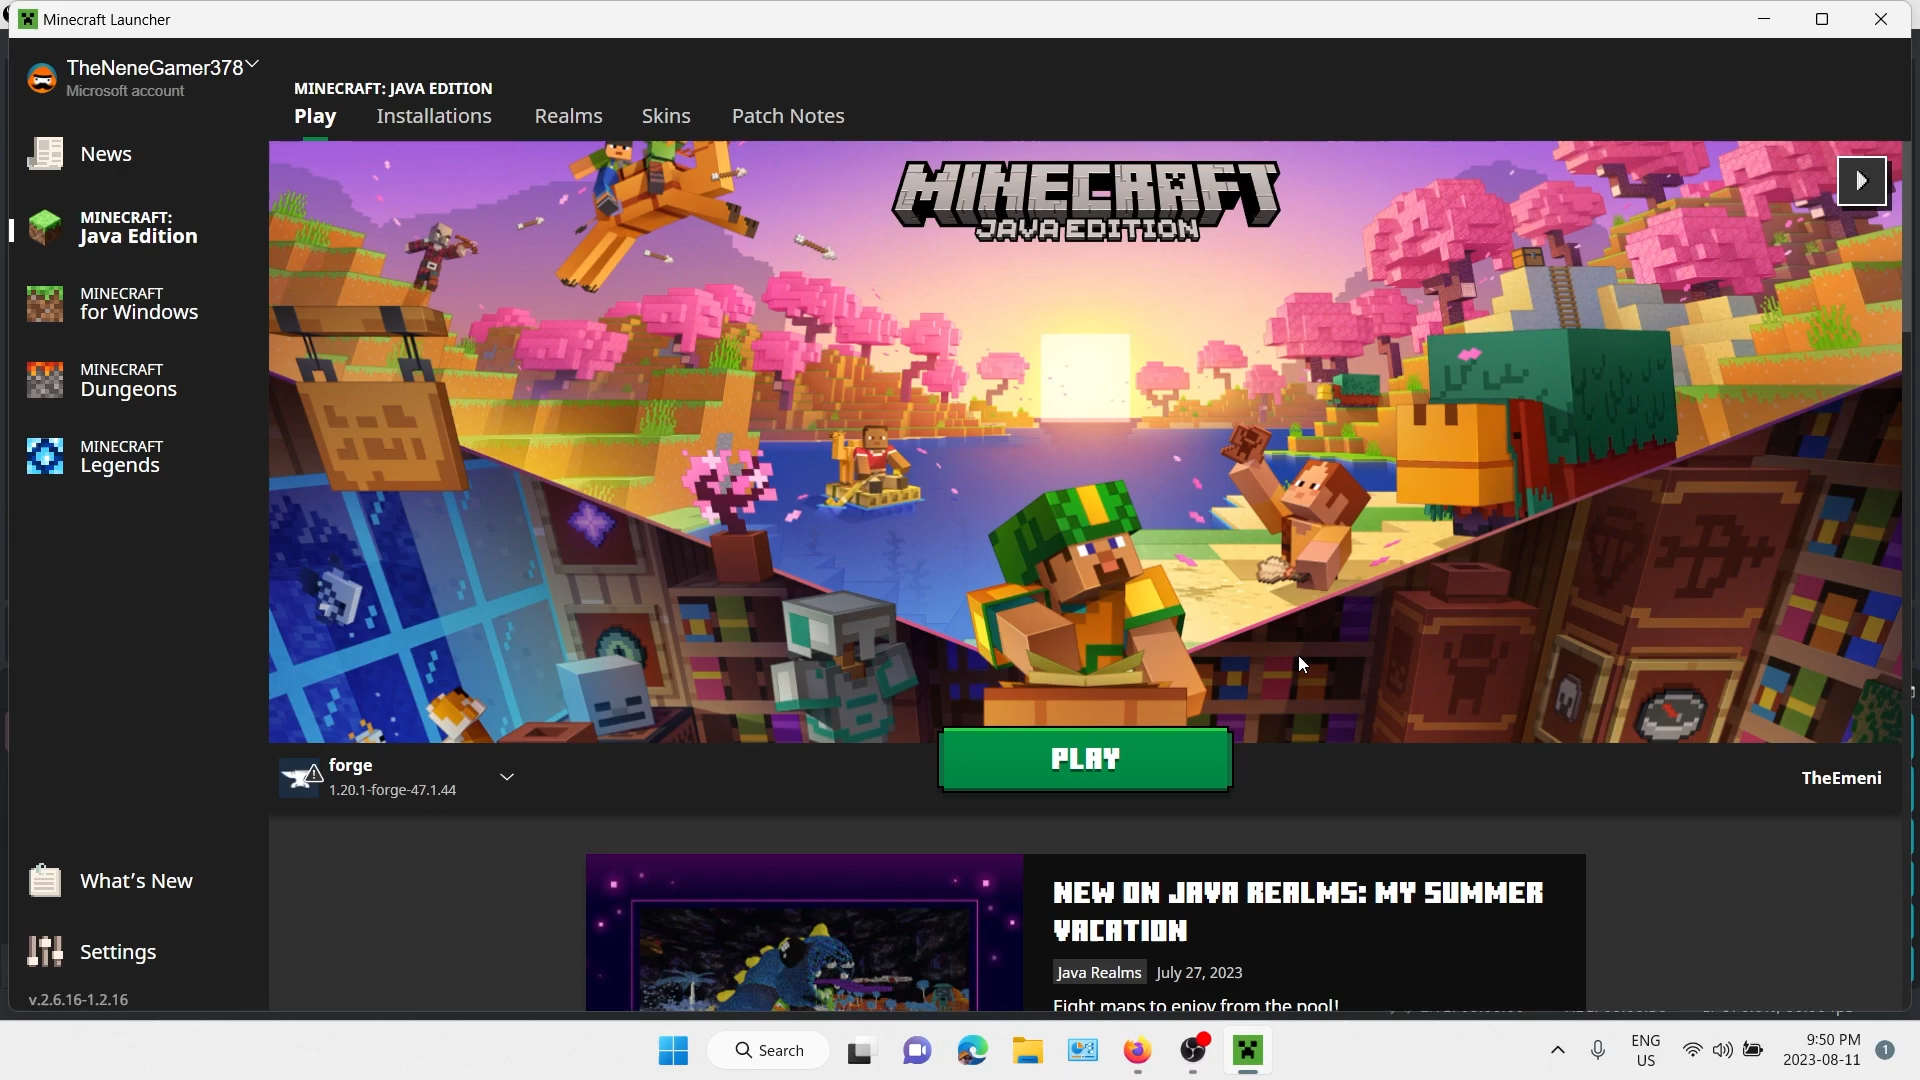 Minecraft Launcher
TheNeneGamer378
Microsoft account
MINECRAFT: JAVA EDITION
Play Installations Realms Skins Patch Notes
News
MINECRAFT:
Java Edition
MINECRAFT
for Windows
MINECRAFT
Dungeons
MINECRAFT
Legends
MINECRAFT
JAVA EDITION
forge
1.20.1-forge-47.1.44
PLAY
TheEmeni
What's New
Settings
v.2.6.16-1.2.16
NEW ON JAVA REALMS: MY SUMMER
VACATION
Java Realms July 27, 2023
Eight maps to enjoy from the pool!
Search
ENG
US
9:50 PM
2023-08-11
1